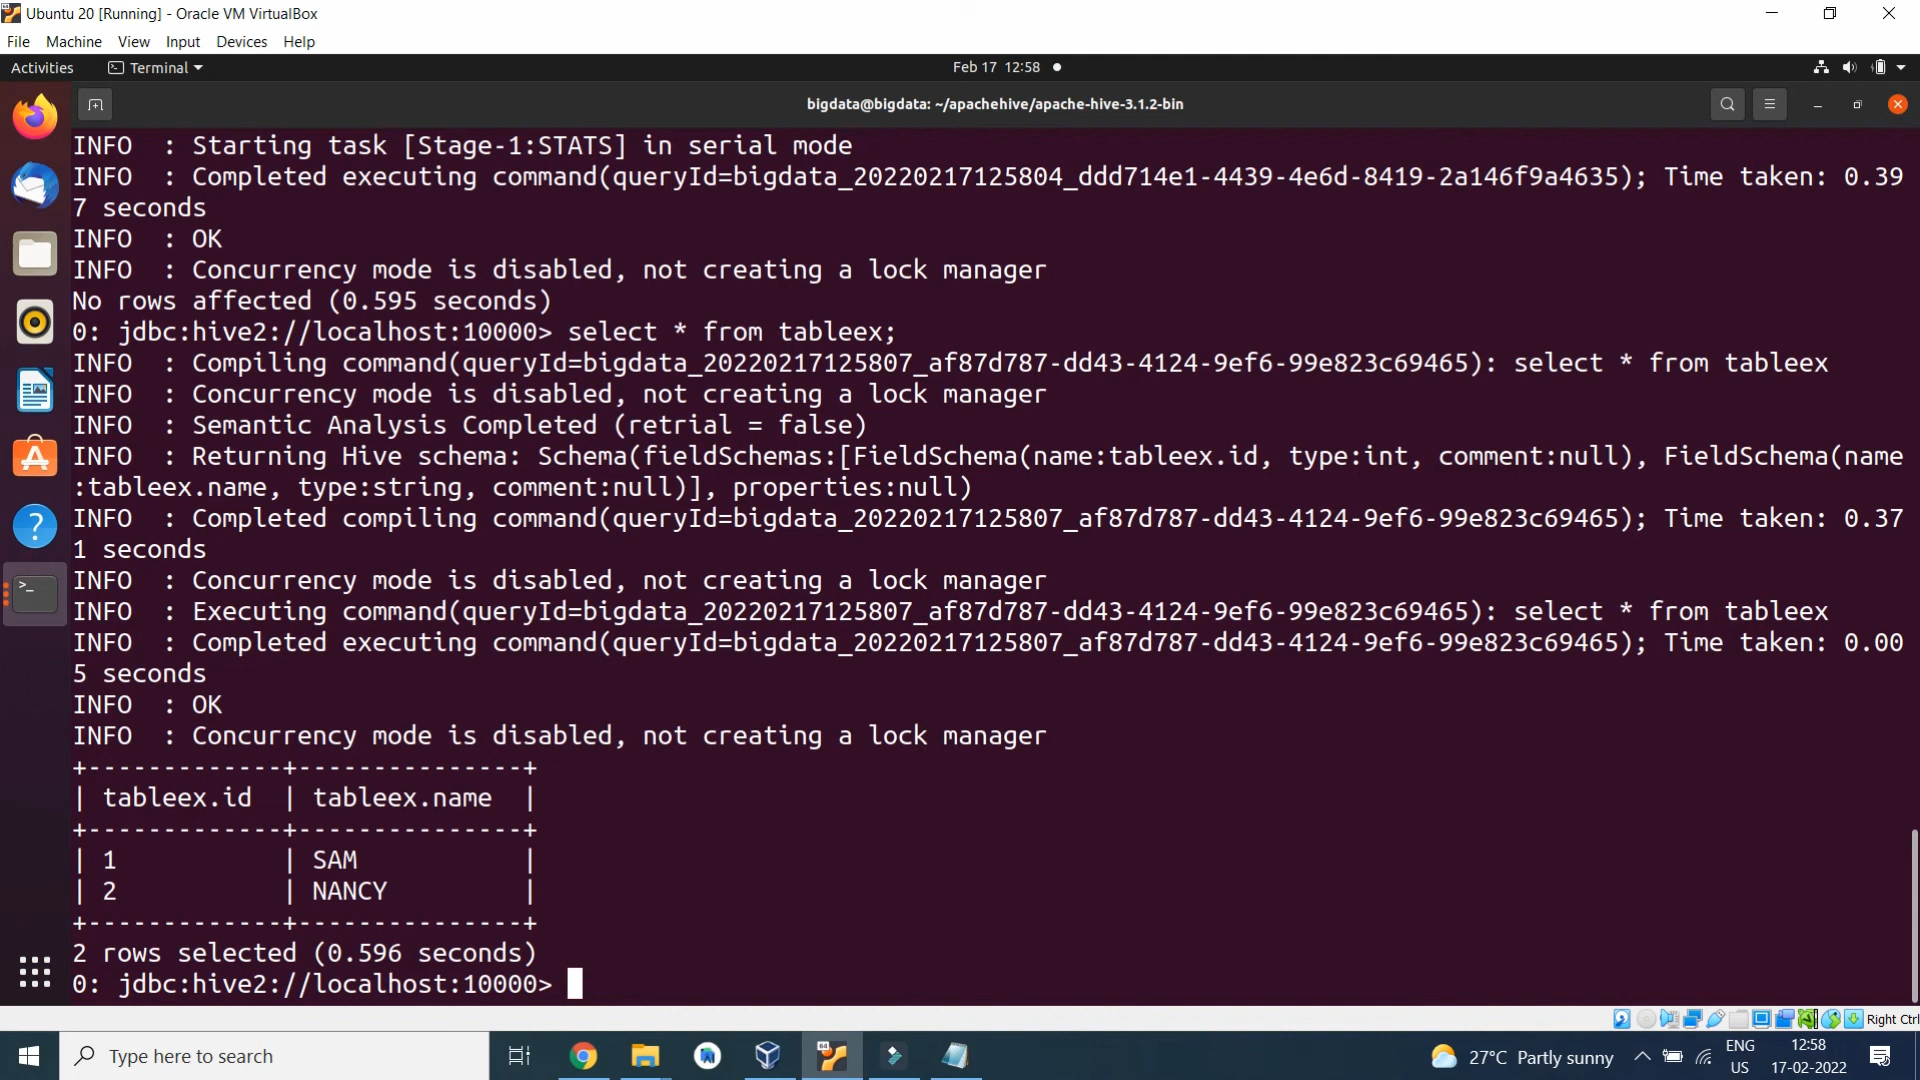 Ubuntu 20 [Running] - Oracle VM VirtualBox
File Machine View Input Devices Help
Activities Terminal Feb 17 12:58
bigdata@bigdata: ~/apachehive/apache-hive-3.1.2-bin
INFO  : Starting task [Stage-1:STATS] in serial mode
INFO  : Completed executing command(queryId=bigdata_20220217125804_ddd714e1-4439-4e6d-8419-2a146f9a4635); Time taken: 0.39
7 seconds
INFO  : OK
INFO  : Concurrency mode is disabled, not creating a lock manager
No rows affected (0.595 seconds)
0: jdbc:hive2://localhost:10000> select * from tableex;
INFO  : Compiling command(queryId=bigdata_20220217125807_af87d787-dd43-4124-9ef6-99e823c69465): select * from tableex
INFO  : Concurrency mode is disabled, not creating a lock manager
INFO  : Semantic Analysis Completed (retrial = false)
INFO  : Returning Hive schema: Schema(fieldSchemas:[FieldSchema(name:tableex.id, type:int, comment:null), FieldSchema(name
:tableex.name, type:string, comment:null)], properties:null)
INFO  : Completed compiling command(queryId=bigdata_20220217125807_af87d787-dd43-4124-9ef6-99e823c69465); Time taken: 0.37
1 seconds
INFO  : Concurrency mode is disabled, not creating a lock manager
INFO  : Executing command(queryId=bigdata_20220217125807_af87d787-dd43-4124-9ef6-99e823c69465): select * from tableex
INFO  : Completed executing command(queryId=bigdata_20220217125807_af87d787-dd43-4124-9ef6-99e823c69465); Time taken: 0.00
5 seconds
INFO  : OK
INFO  : Concurrency mode is disabled, not creating a lock manager
+-------------+---------------+
| tableex.id  | tableex.name  |
+-------------+---------------+
| 1           | SAM           |
| 2           | NANCY         |
+-------------+---------------+
2 rows selected (0.596 seconds)
0: jdbc:hive2://localhost:10000>
Right Ctrl
Type here to search
27°C Partly sunny
ENG
US
12:58
17-02-2022